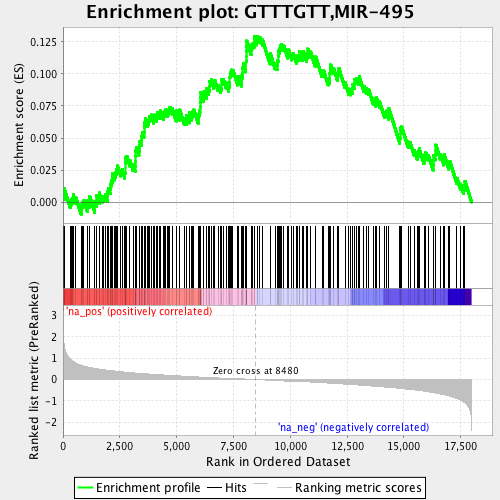 Enrichment plot: GTTTGTT,MIR-495
Enrichment score (ES)
0.125
0.100
0.075
0.050
0.025
0.000
'na_pos' (positively correlated)
Ranked list metric (PreRanked)
3
2
1
0
-1
-2
Zero cross at 8480
'na_neg' (negatively correlated)
0
2,500
5,000
7,500
10,000
12,500
15,000
17,500
Rank in Ordered Dataset
Enrichment profile
Hits
Ranking metric scores